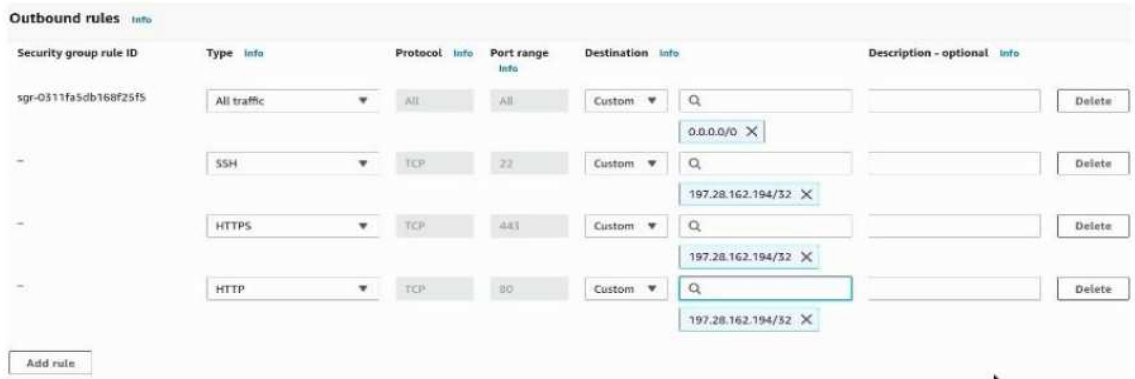 Outbound rules Info
Security group rule ID Type Info Protocol Info Port range Info Destination Info Description - optional Info
sgr-0311fa5db168f25f5 All traffic All All Custom Delete
0.0.0.0/0
– SSH TCP 22 Custom Delete
197.28.162.194/32
– HTTPS TCP 443 Custom Delete
197.28.162.194/32
– HTTP TCP 80 Custom Delete
197.28.162.194/32
Add rule